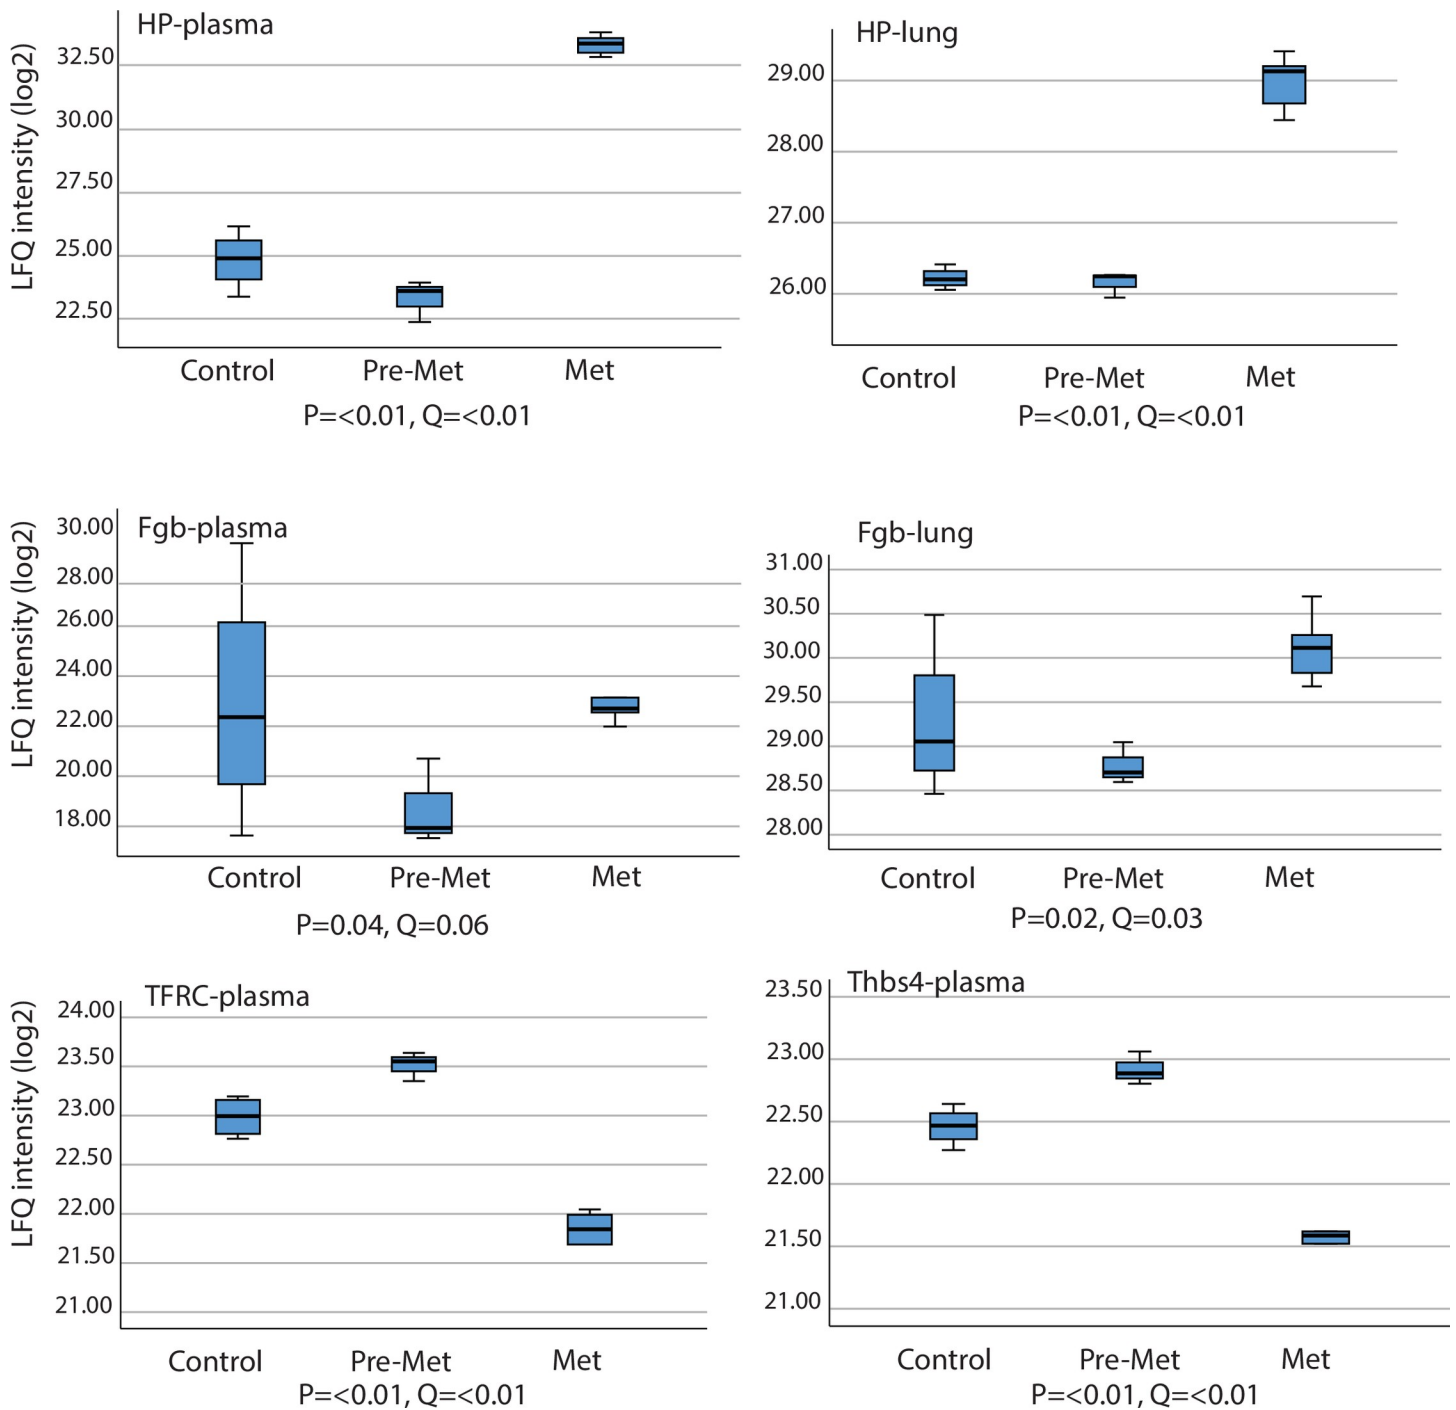 HP-plasma
LFQ intensity (log2)
32.50
30.00
27.50
25.00
22.50
Control Pre-Met Met
P=<0.01, Q=<0.01
HP-lung
29.00
28.00
27.00
26.00
Control Pre-Met Met
P=<0.01, Q=<0.01
Fgb-plasma
LFQ intensity (log2)
30.00
28.00
26.00
24.00
22.00
20.00
18.00
Control Pre-Met Met
P=0.04, Q=0.06
Fgb-lung
31.00
30.50
30.00
29.50
29.00
28.50
28.00
Control Pre-Met Met
P=0.02, Q=0.03
TFRC-plasma
LFQ intensity (log2)
24.00
23.50
23.00
22.50
22.00
21.50
21.00
Control Pre-Met Met
P=<0.01, Q=<0.01
Thbs4-plasma
23.50
23.00
22.50
22.00
21.50
21.00
Control Pre-Met Met
P=<0.01, Q=<0.01